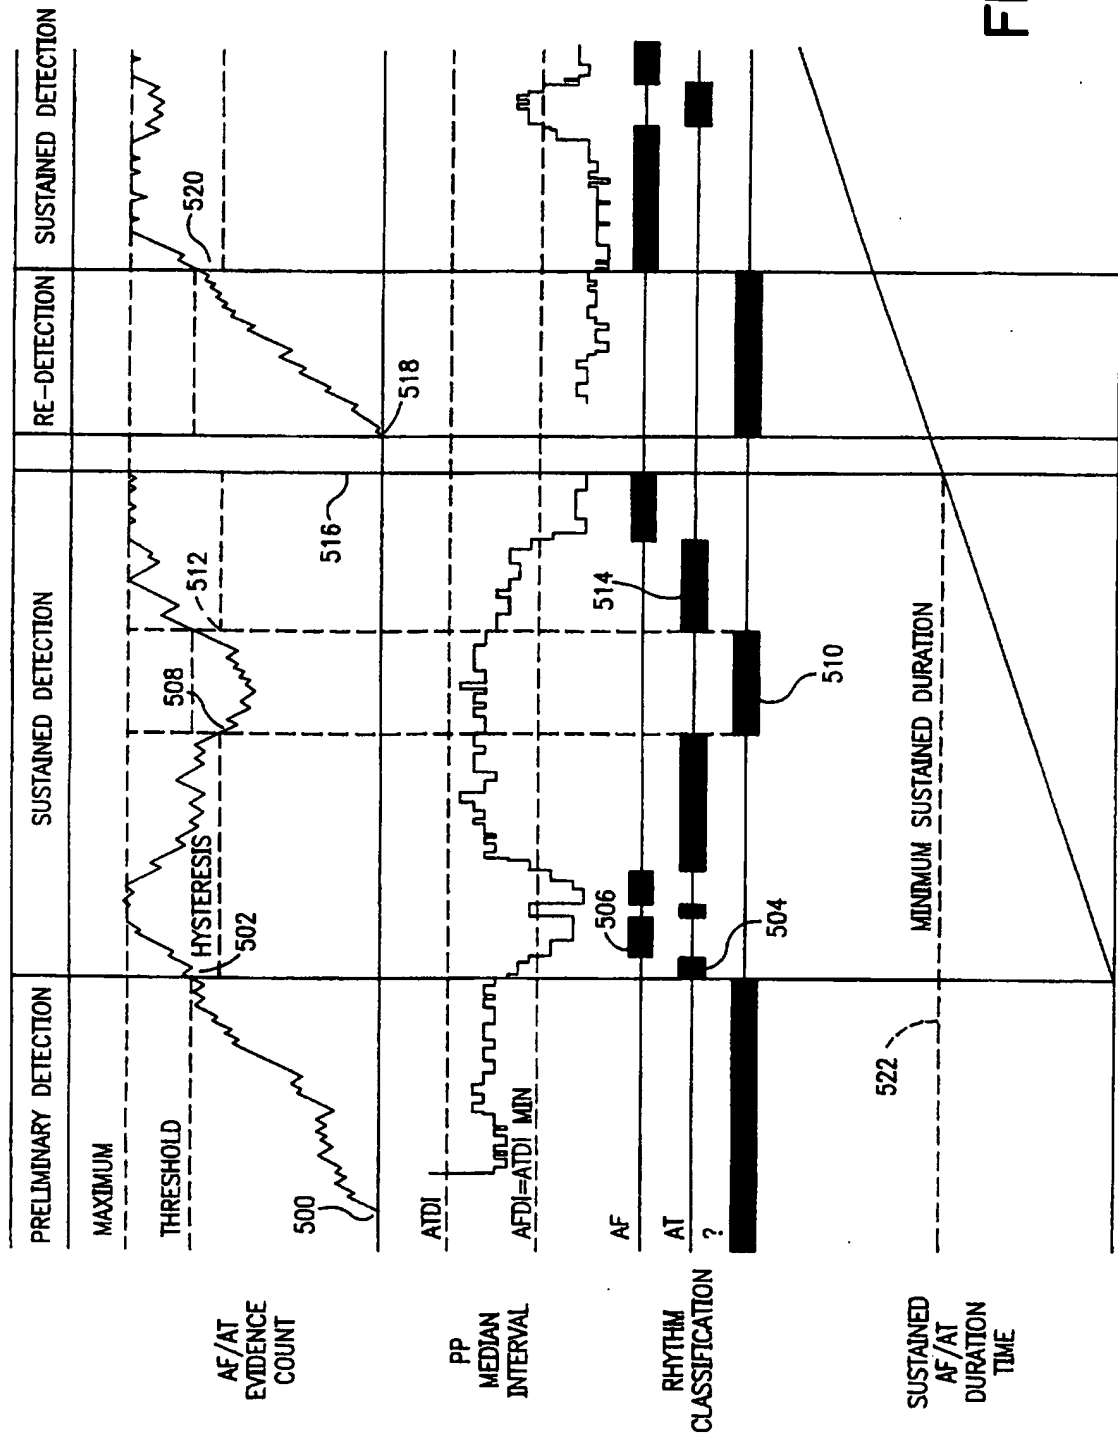 PRELIMINARY DETECTION
SUSTAINED DETECTION
RE-DETECTION
SUSTAINED DETECTION
AF/AT
EVIDENCE
COUNT
MAXIMUM
THRESHOLD
HYSTERESIS
500
502
508
512
516
518
520
PP
MEDIAN
INTERVAL
ATDI
AFDI=ATDI MIN
RHYTHM
CLASSIFICATION
AF
AT
?
504
506
510
514
SUSTAINED
AF/AT
DURATION
TIME
522
MINIMUM SUSTAINED DURATION